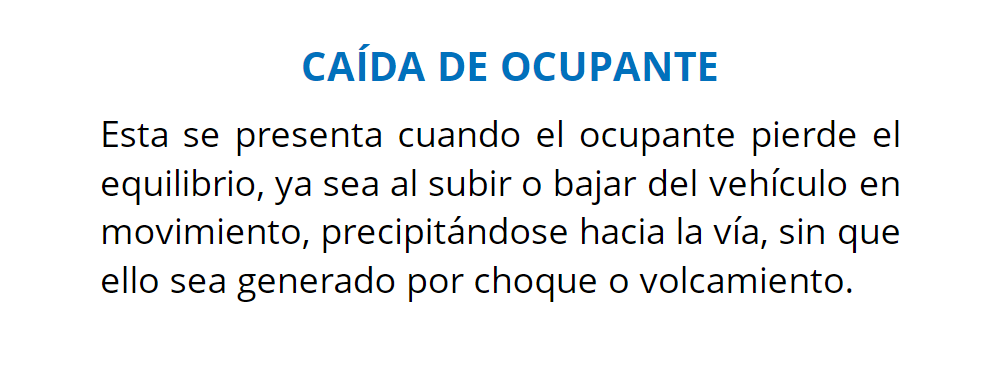 CAÍDA DE OCUPANTE
Esta se presenta cuando el ocupante pierde el
equilibrio, ya sea al subir o bajar del vehículo en
movimiento, precipitándose hacia la vía, sin que
ello sea generado por choque o volcamiento.